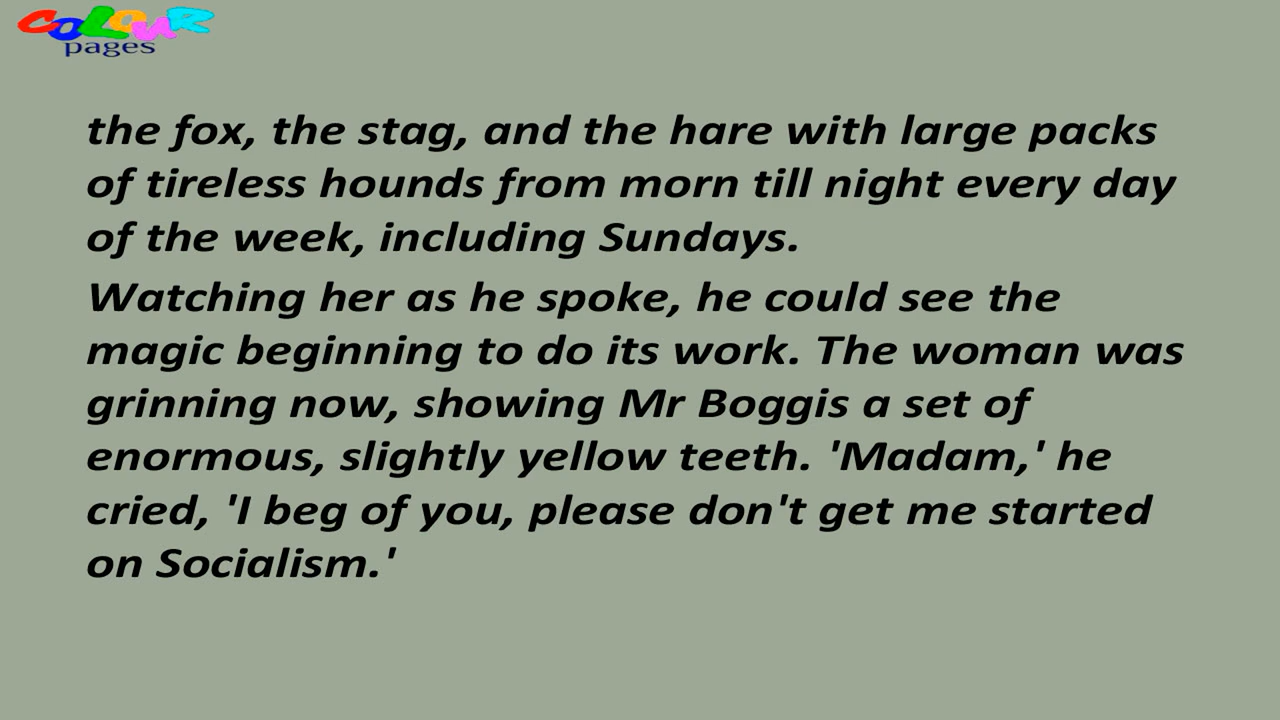 COLOUR
pages
the fox, the stag, and the hare with large packs
of tireless hounds from morn till night every day
of the week, including Sundays.
Watching her as he spoke, he could see the
magic beginning to do its work. The woman was
grinning now, showing Mr Boggis a set of
enormous, slightly yellow teeth. 'Madam,' he
cried, 'I beg of you, please don't get me started
on Socialism.'